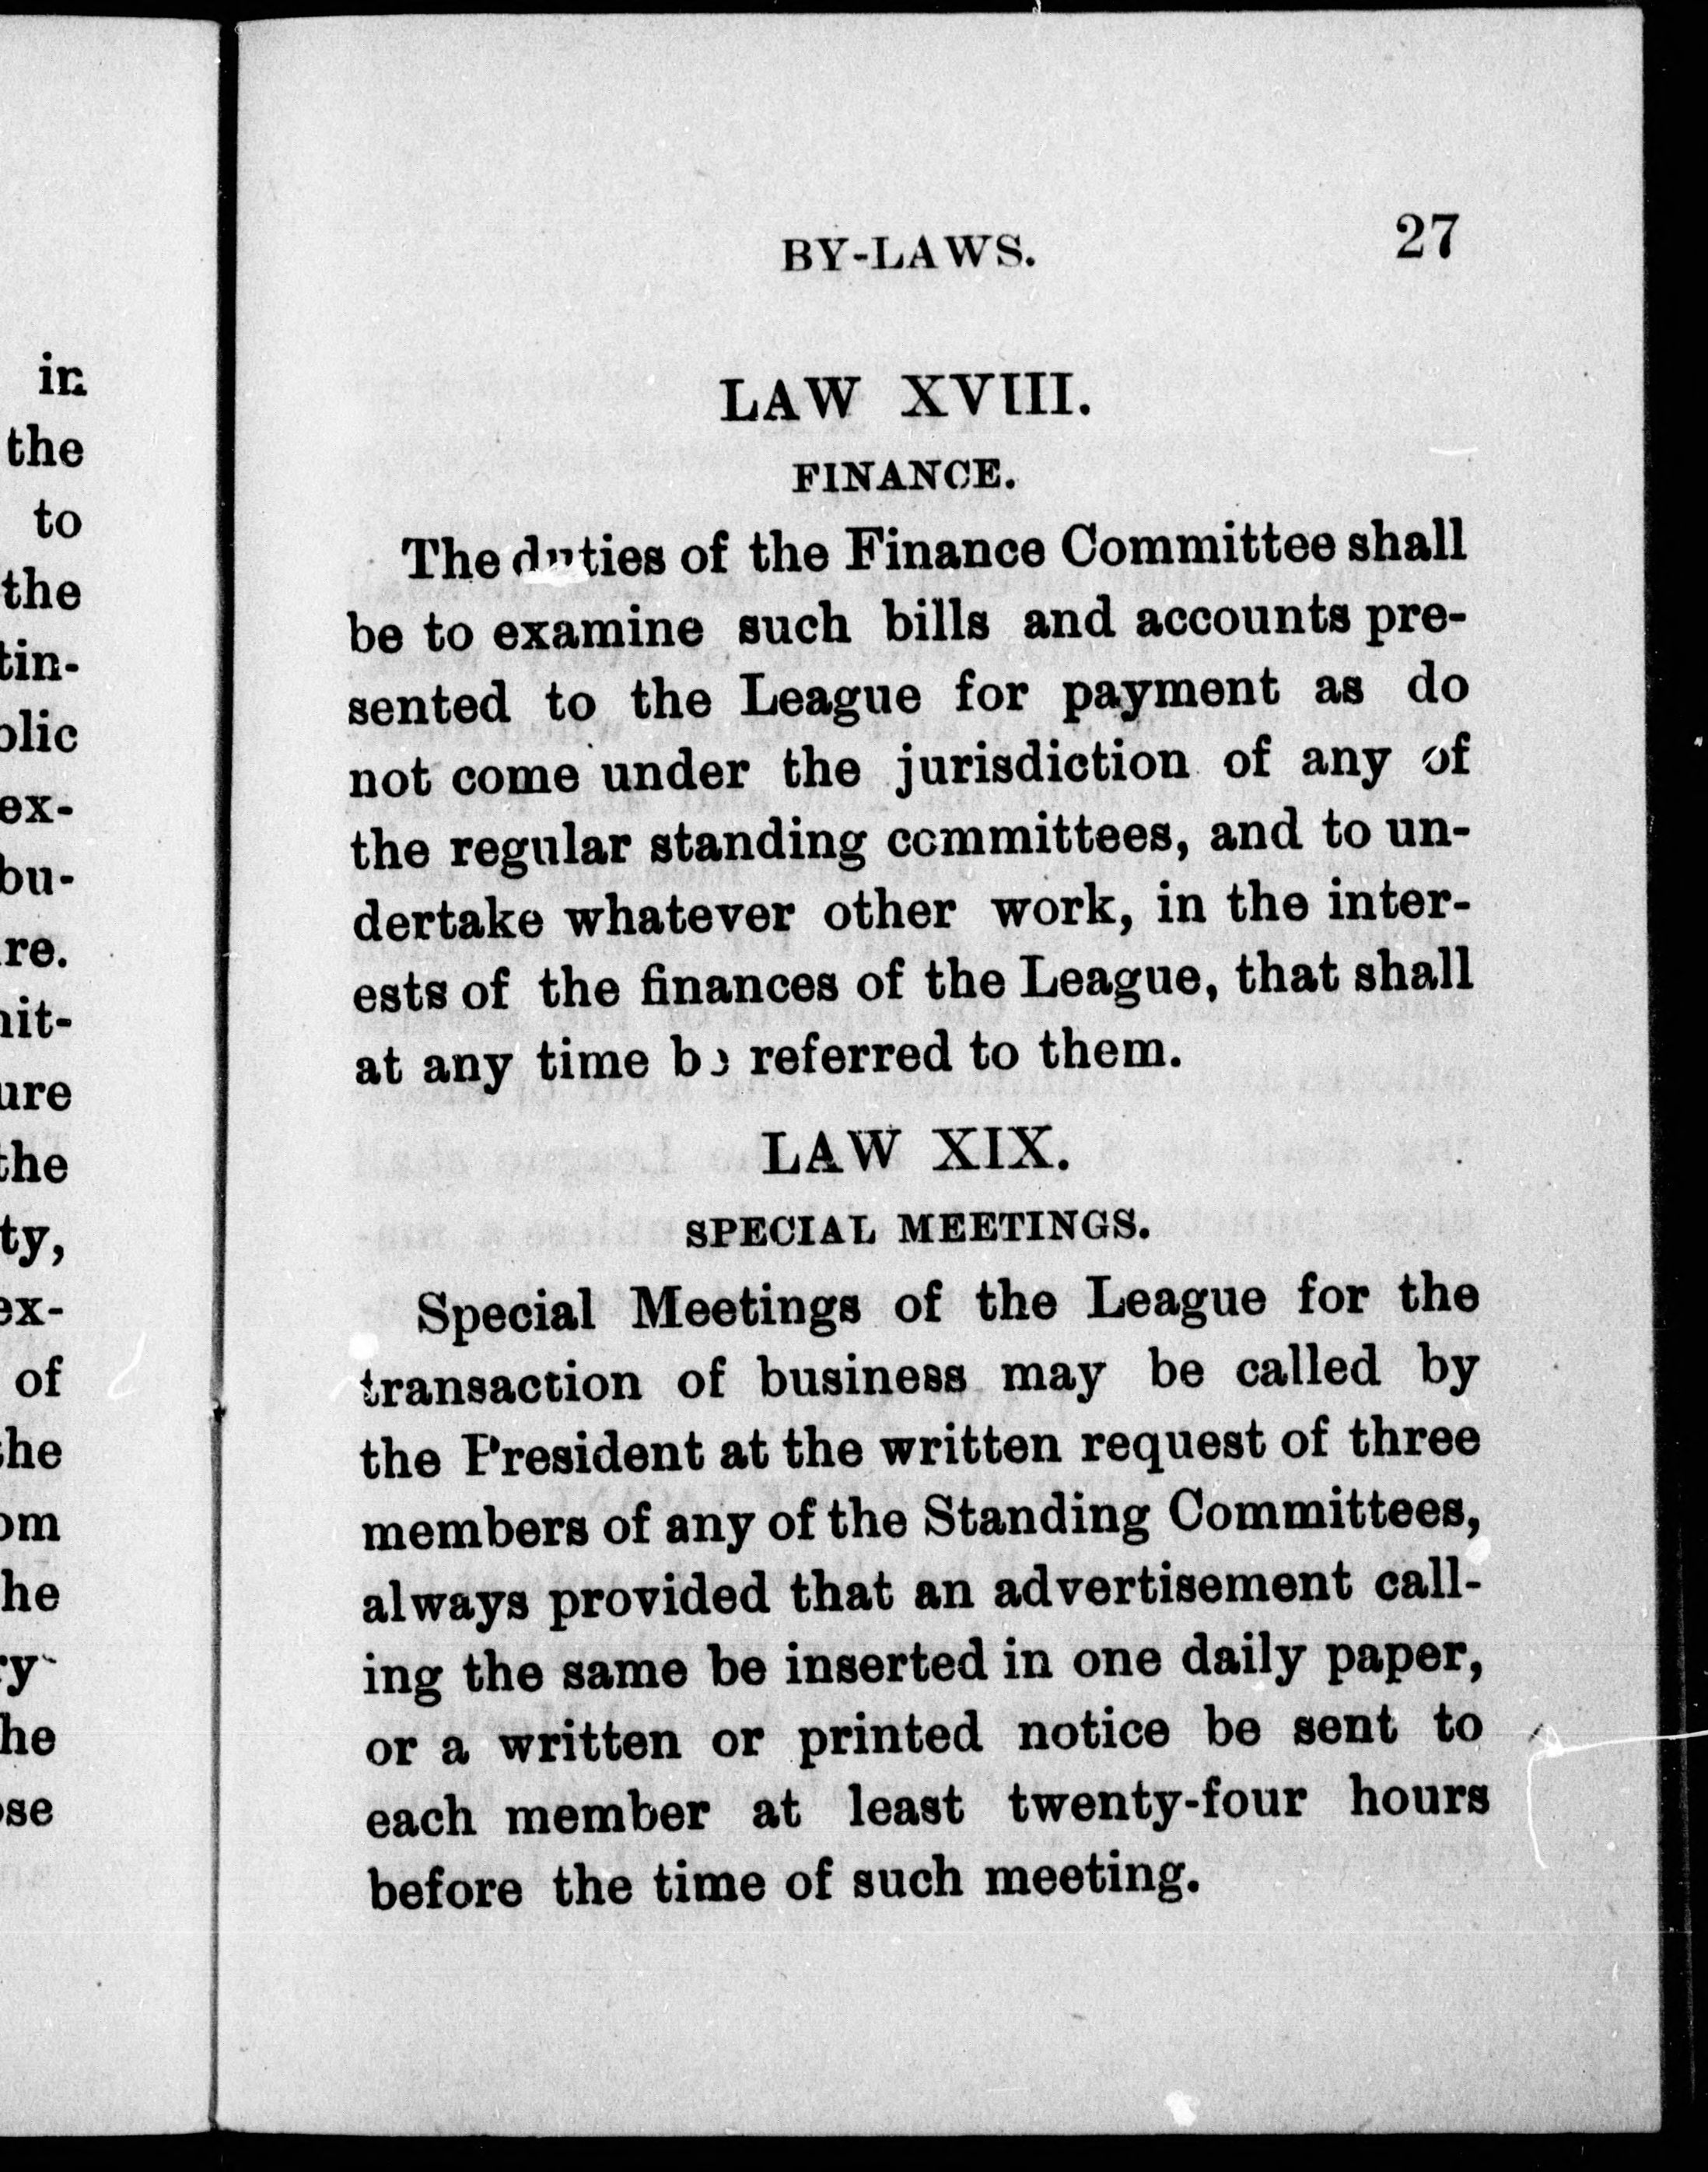 BY-LAWS.
27
LAW XVIII.
FINANCE.
The duties of the Finance Committee shall
be to examine such bills and accounts pre-
sented to the League for payment as do
not come under the jurisdiction of any of
the regular standing committees, and to un-
dertake whatever other work, in the inter-
ests of the finances of the League, that shall
at any time be referred to them.
LAW XIX.
SPECIAL MEETINGS.
Special Meetings of the League for the
transaction of business may be called by
the President at the written request of three
members of any of the Standing Committees,
always provided that an advertisement call-
ing the same be inserted in one daily paper,
or a written or printed notice be sent to
each member at least twenty-four hours
before the time of such meeting.